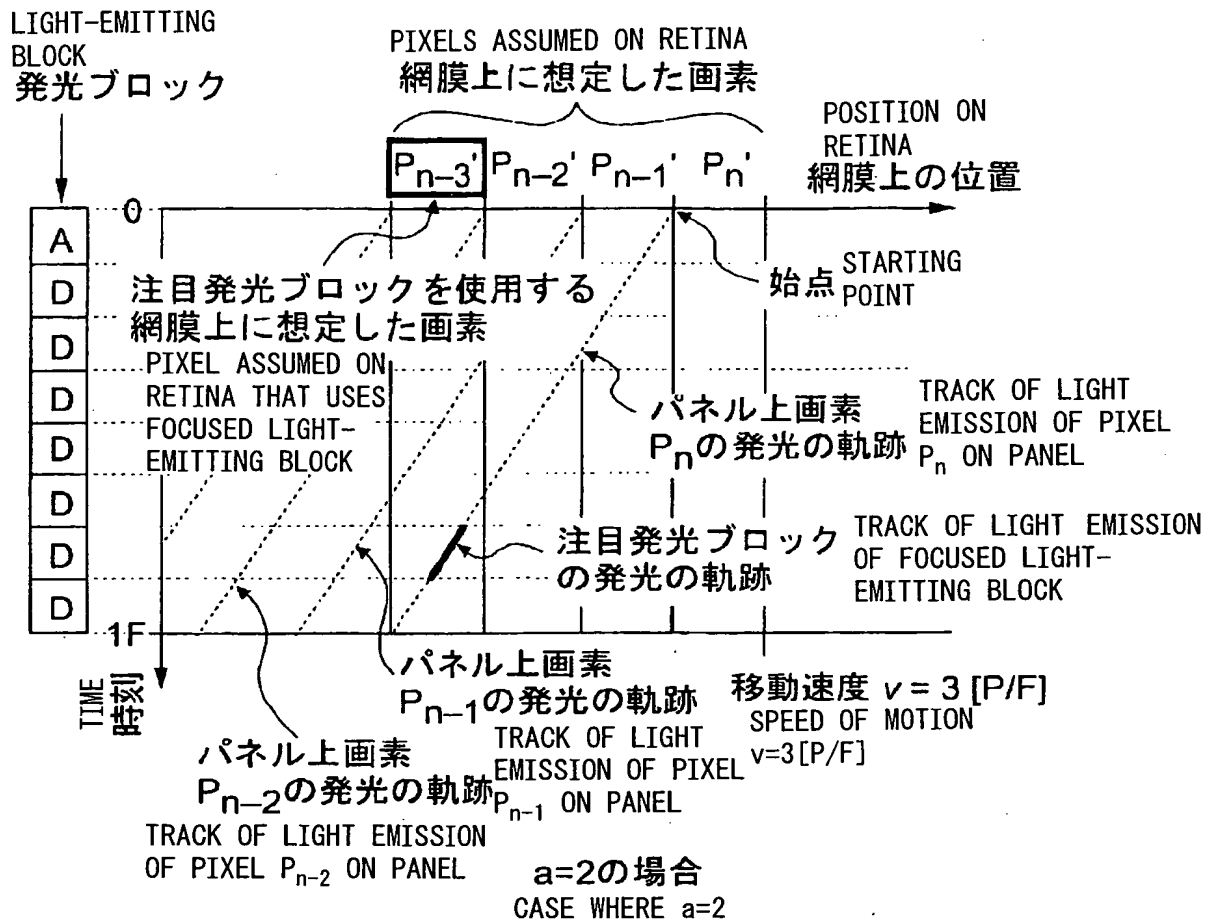 LIGHT-EMITTING
BLOCK
発光ブロック
PIXELS ASSUMED ON RETINA
網膜上に想定した画素
POSITION ON
RETINA
網膜上の位置
Pn-3' Pn-2' Pn-1' Pn'
0
A
D
D
D
D
D
D
D
1F
始点
STARTING
POINT
注目発光ブロックを使用する
網膜上に想定した画素
PIXEL ASSUMED ON
RETINA THAT USES
FOCUSED LIGHT-
EMITTING BLOCK
パネル上画素
Pnの発光の軌跡
TRACK OF LIGHT
EMISSION OF PIXEL
Pn ON PANEL
注目発光ブロック
の発光の軌跡
TRACK OF LIGHT EMISSION
OF FOCUSED LIGHT-
EMITTING BLOCK
TIME
時刻
パネル上画素
Pn-1の発光の軌跡
TRACK OF LIGHT
EMISSION OF PIXEL
Pn-1 ON PANEL
移動速度 v = 3 [P/F]
SPEED OF MOTION
v=3[P/F]
パネル上画素
Pn-2の発光の軌跡
TRACK OF LIGHT EMISSION
OF PIXEL Pn-2 ON PANEL
a=2の場合
CASE WHERE a=2